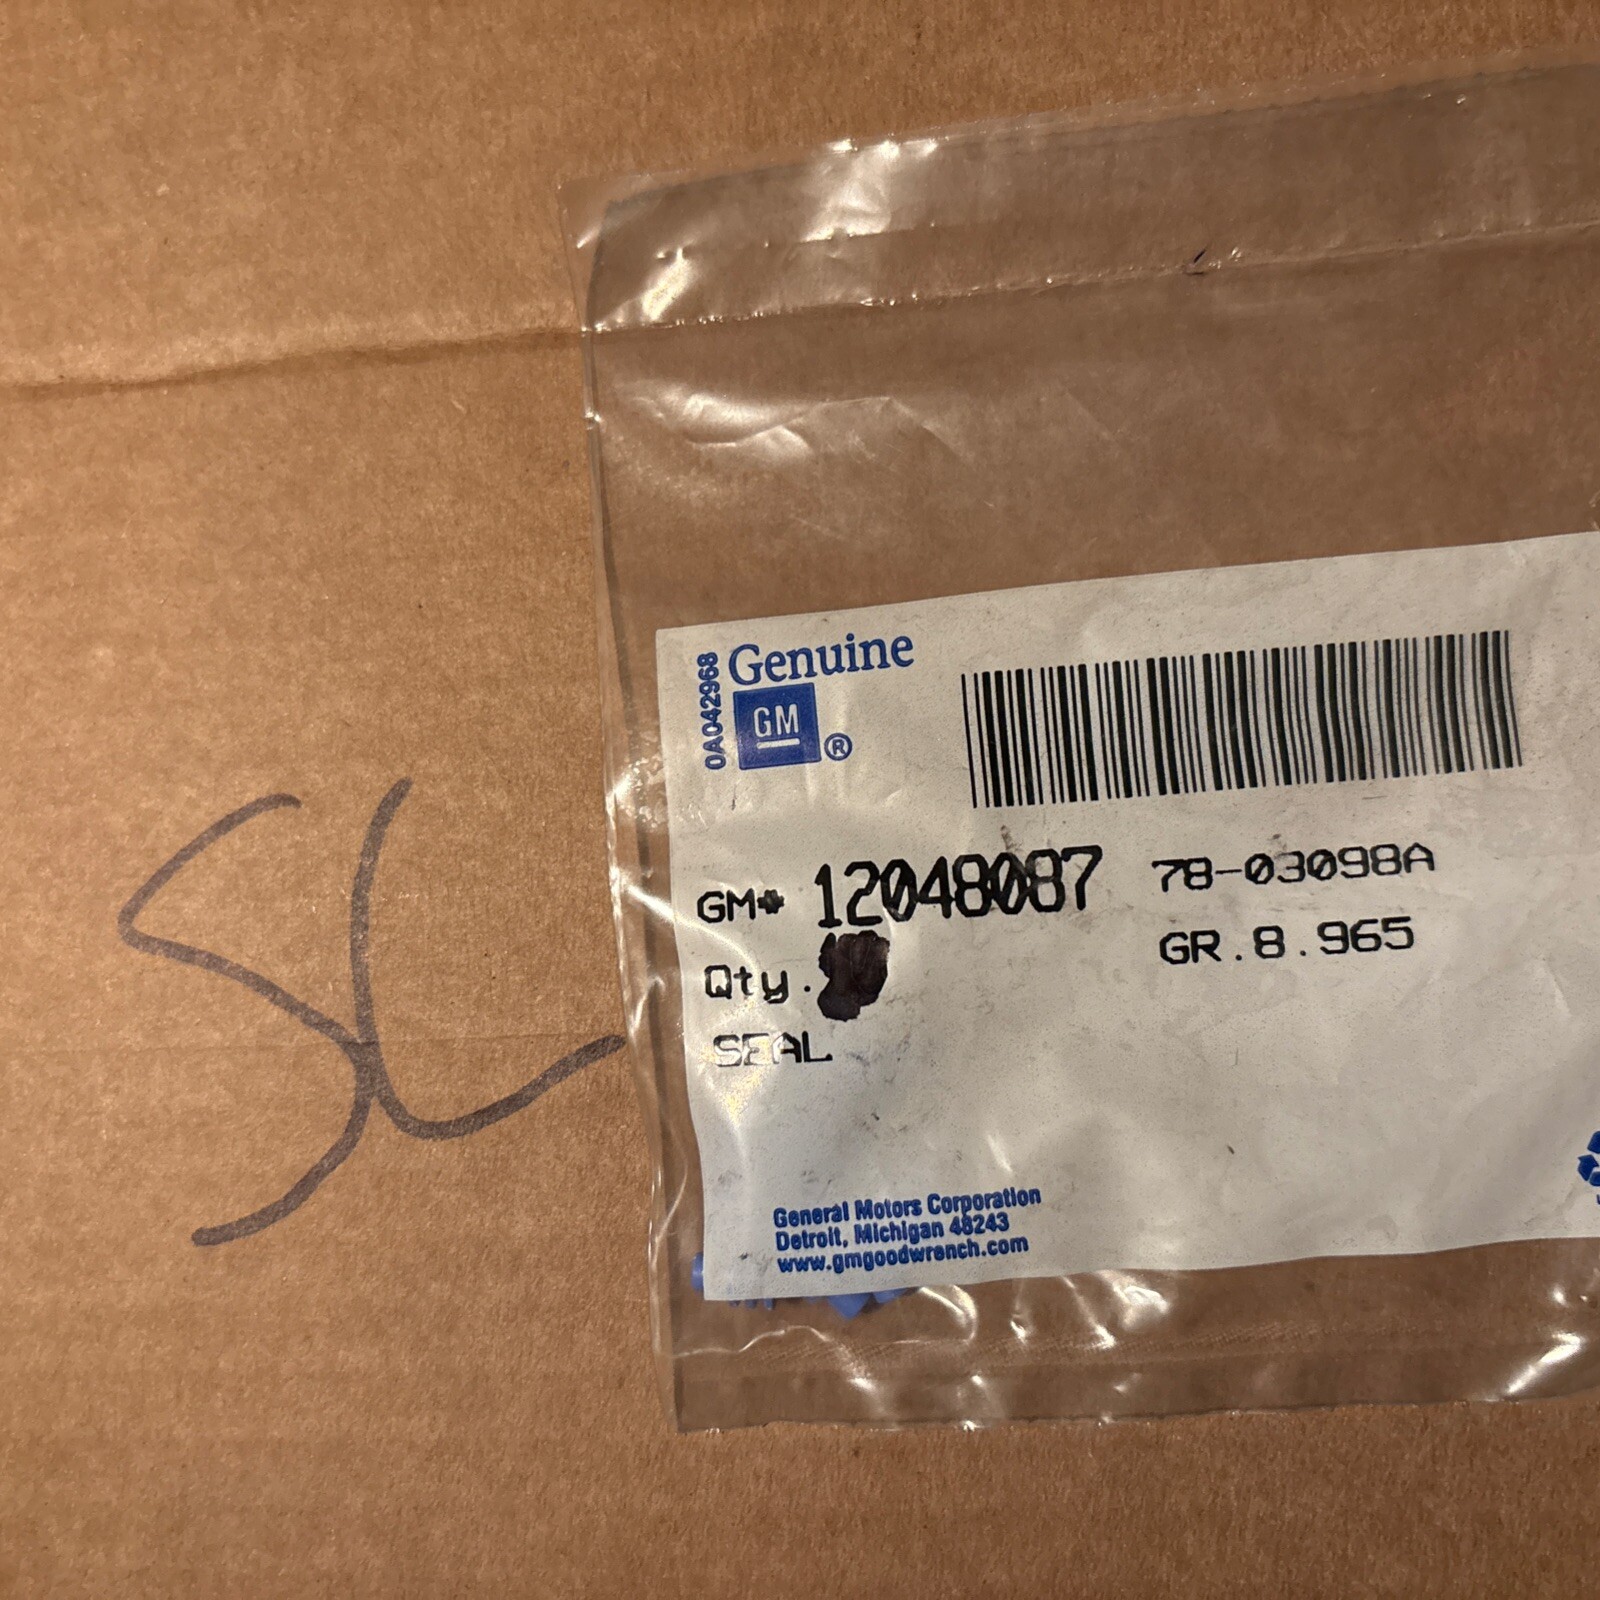 SL
0A042968
Genuine
GM ®
GM# 12048087 78-03098A
Qty. GR.8.965
SEAL
General Motors Corporation
Detroit, Michigan 48243
www.gmgoodwrench.com